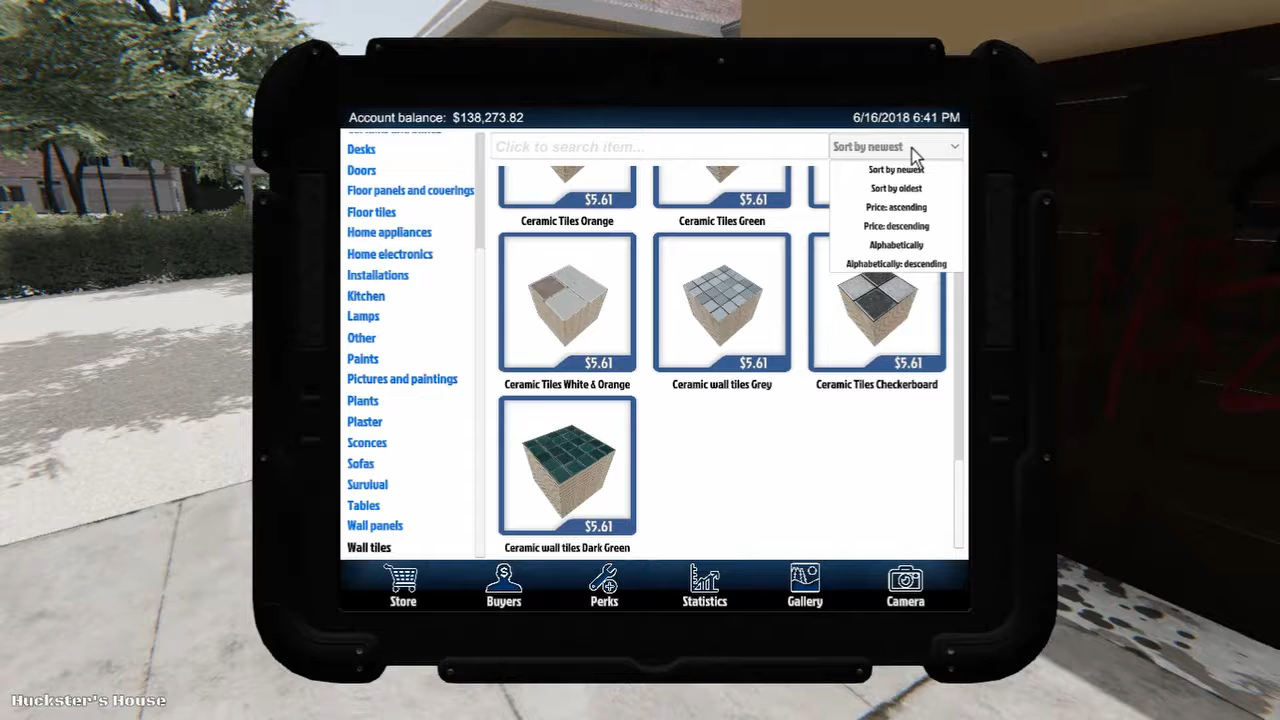 Account balance: $138,273.82
6/16/2018 6:41 PM
Desks
Doors
Floor panels and coverings
Floor tiles
Home appliances
Home electronics
Installations
Kitchen
Lamps
Other
Paints
Pictures and paintings
Plants
Plaster
Sconces
Sofas
Survival
Tables
Wall panels
Wall tiles
Click to search item...
Sort by newest
Sort by newest
Sort by oldest
Price: ascending
Price: descending
Alphabetically
Alphabetically: descending
$5.61
Ceramic Tiles Orange
$5.61
Ceramic Tiles Green
$5.61
Ceramic Tiles White & Orange
$5.61
Ceramic wall tiles Grey
$5.61
Ceramic Tiles Checkerboard
$5.61
Ceramic wall tiles Dark Green
Store
Buyers
Perks
Statistics
Gallery
Camera
Huckster's House